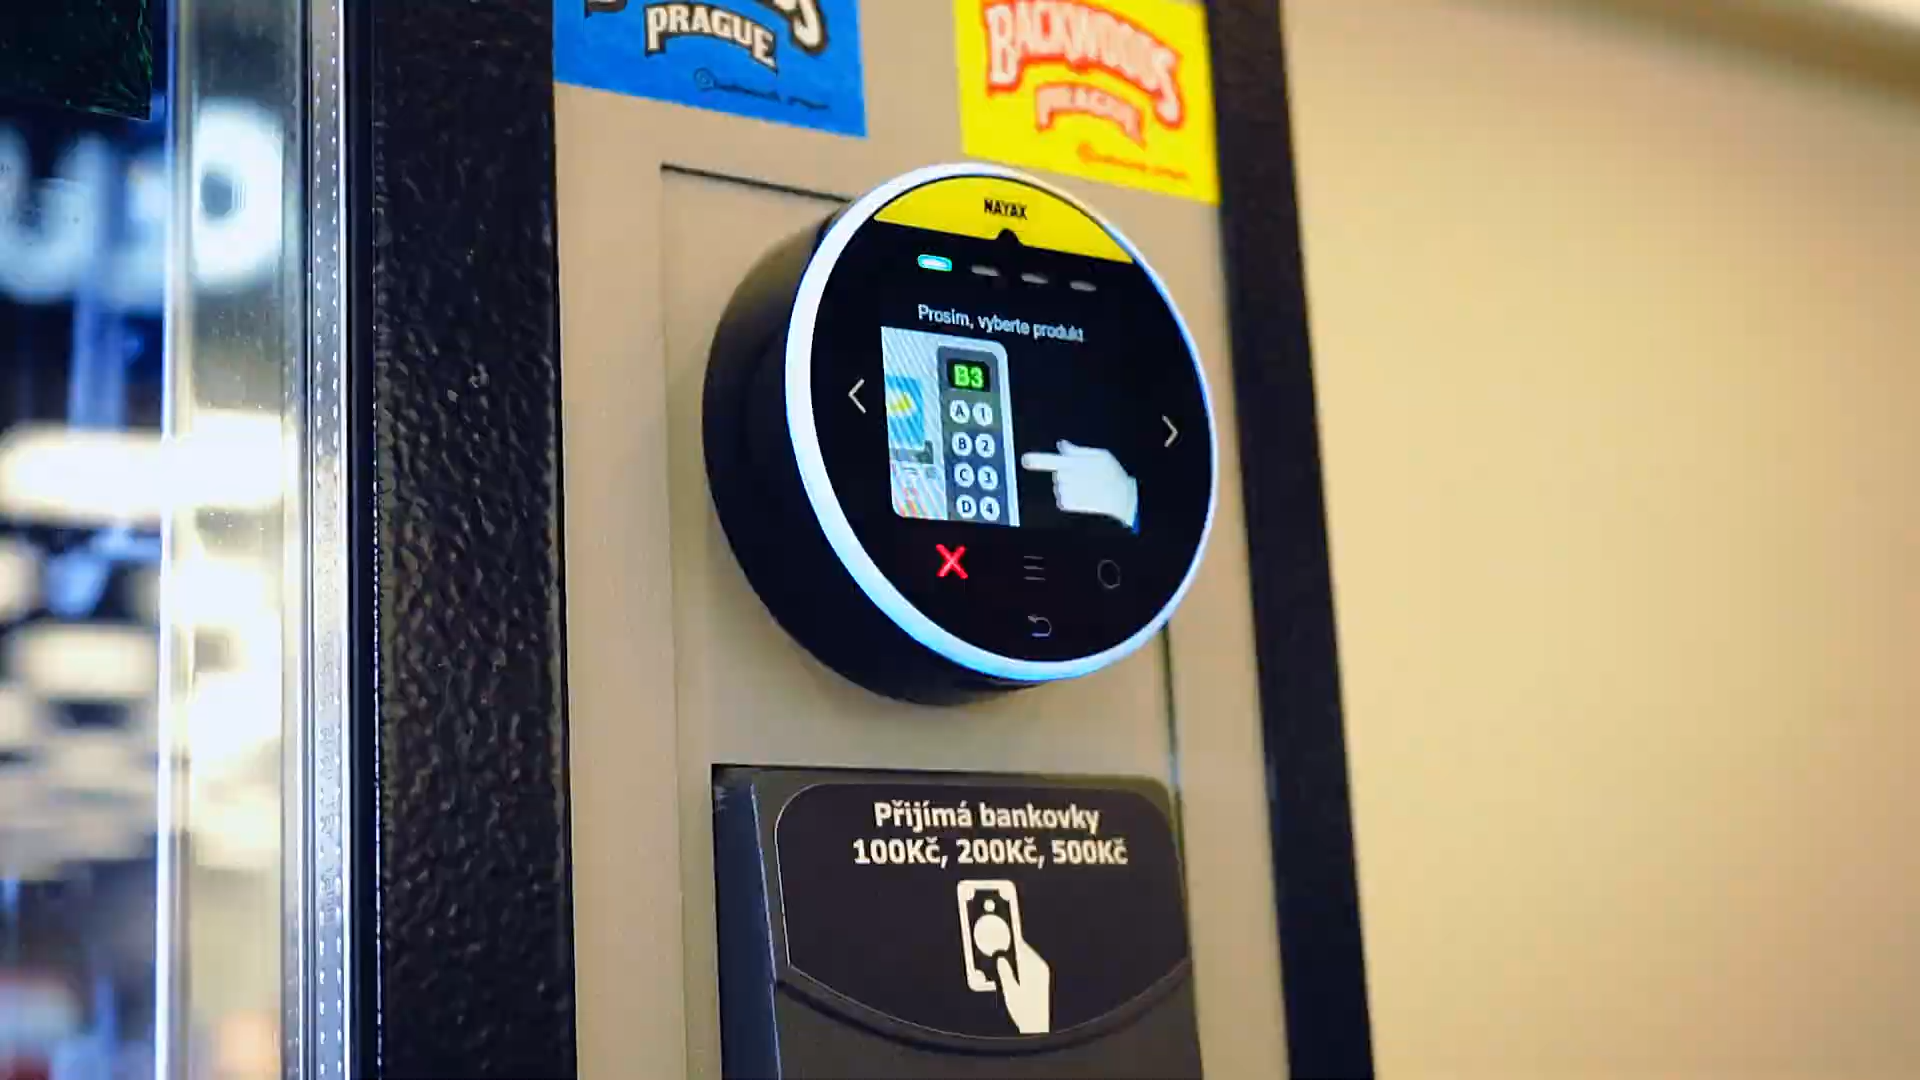 PRAGUE
BACKWOODS
PRAGUE
NAYAX
Prosím, vyberte produkt
B3
A 1
B 2
C 3
D 4
Přijímá bankovky
100Kč, 200Kč, 500Kč